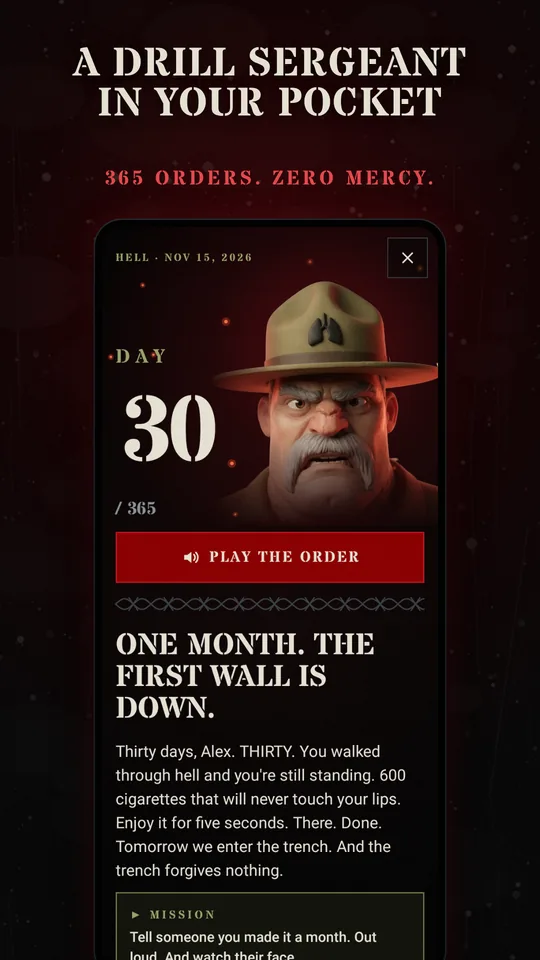 A DRILL SERGEANT
IN YOUR POCKET
365 ORDERS. ZERO MERCY.
HELL · NOV 15, 2026
DAY
30
/ 365
PLAY THE ORDER
ONE MONTH. THE
FIRST WALL IS
DOWN.
Thirty days, Alex. THIRTY. You walked
through hell and you're still standing. 600
cigarettes that will never touch your lips.
Enjoy it for five seconds. There. Done.
Tomorrow we enter the trench. And the
trench forgives nothing.
► MISSION
Tell someone you made it a month. Out
loud. And watch their face.